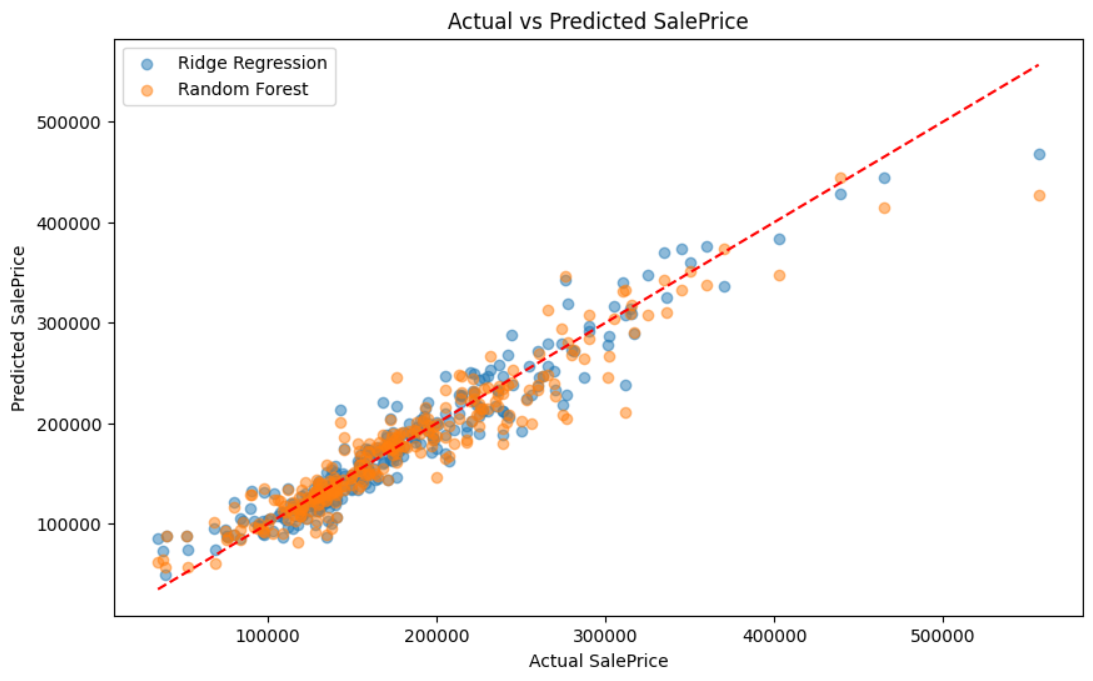 Actual vs Predicted SalePrice
Ridge Regression
Random Forest
Predicted SalePrice
500000
400000
300000
200000
100000
100000 200000 300000 400000 500000
Actual SalePrice